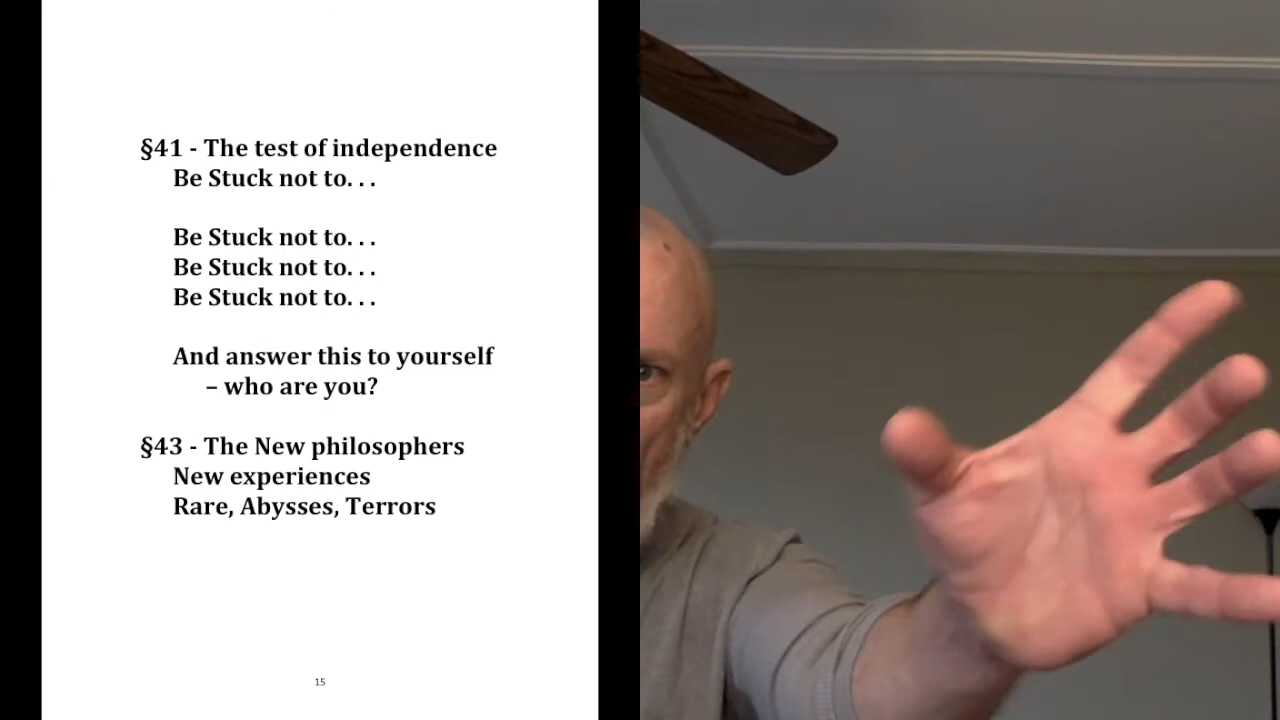 §41 - The test of independence
Be Stuck not to. . .
Be Stuck not to. . .
Be Stuck not to. . .
Be Stuck not to. . .
And answer this to yourself
– who are you?
§43 - The New philosophers
New experiences
Rare, Abysses, Terrors
15